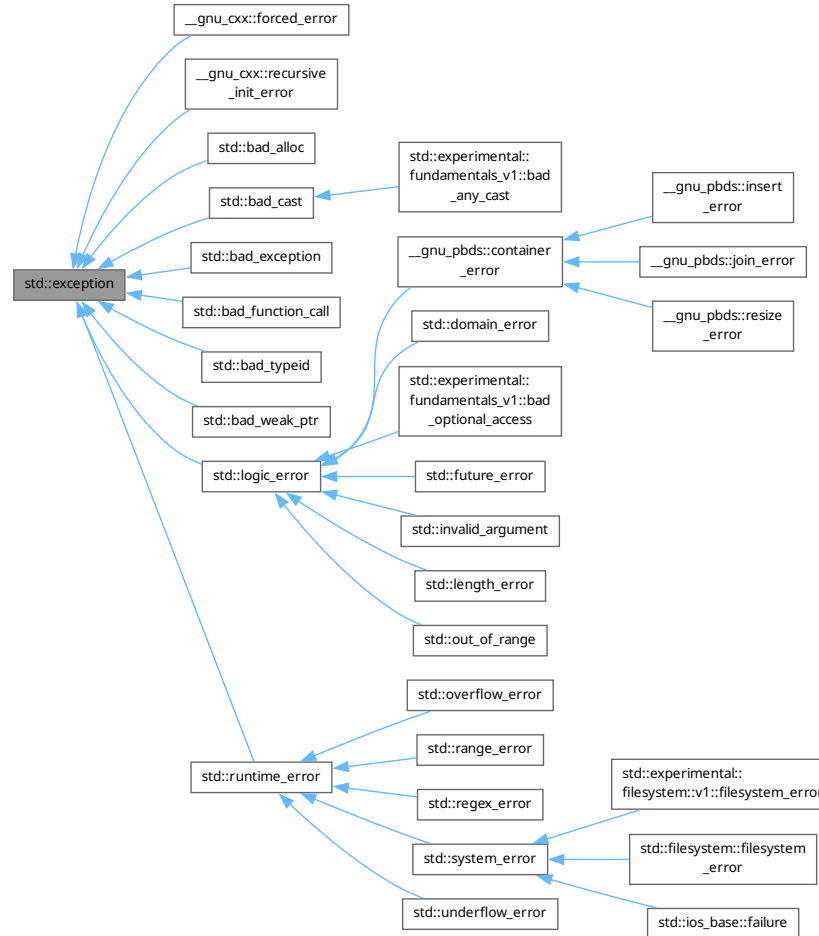 __gnu_cxx::forced_error
__gnu_cxx::recursive
_init_error
std::bad_alloc
std::experimental::
fundamentals_v1::bad
_any_cast
std::bad_cast
__gnu_pbds::insert
_error
std::bad_exception
__gnu_pbds::container
_error
__gnu_pbds::join_error
std::exception
std::bad_function_call
__gnu_pbds::resize
_error
std::domain_error
std::bad_typeid
std::experimental::
fundamentals_v1::bad
_optional_access
std::bad_weak_ptr
std::logic_error
std::future_error
std::invalid_argument
std::length_error
std::out_of_range
std::overflow_error
std::range_error
std::runtime_error
std::experimental::
filesystem::v1::filesystem_error
std::regex_error
std::system_error
std::filesystem::filesystem
_error
std::underflow_error
std::ios_base::failure